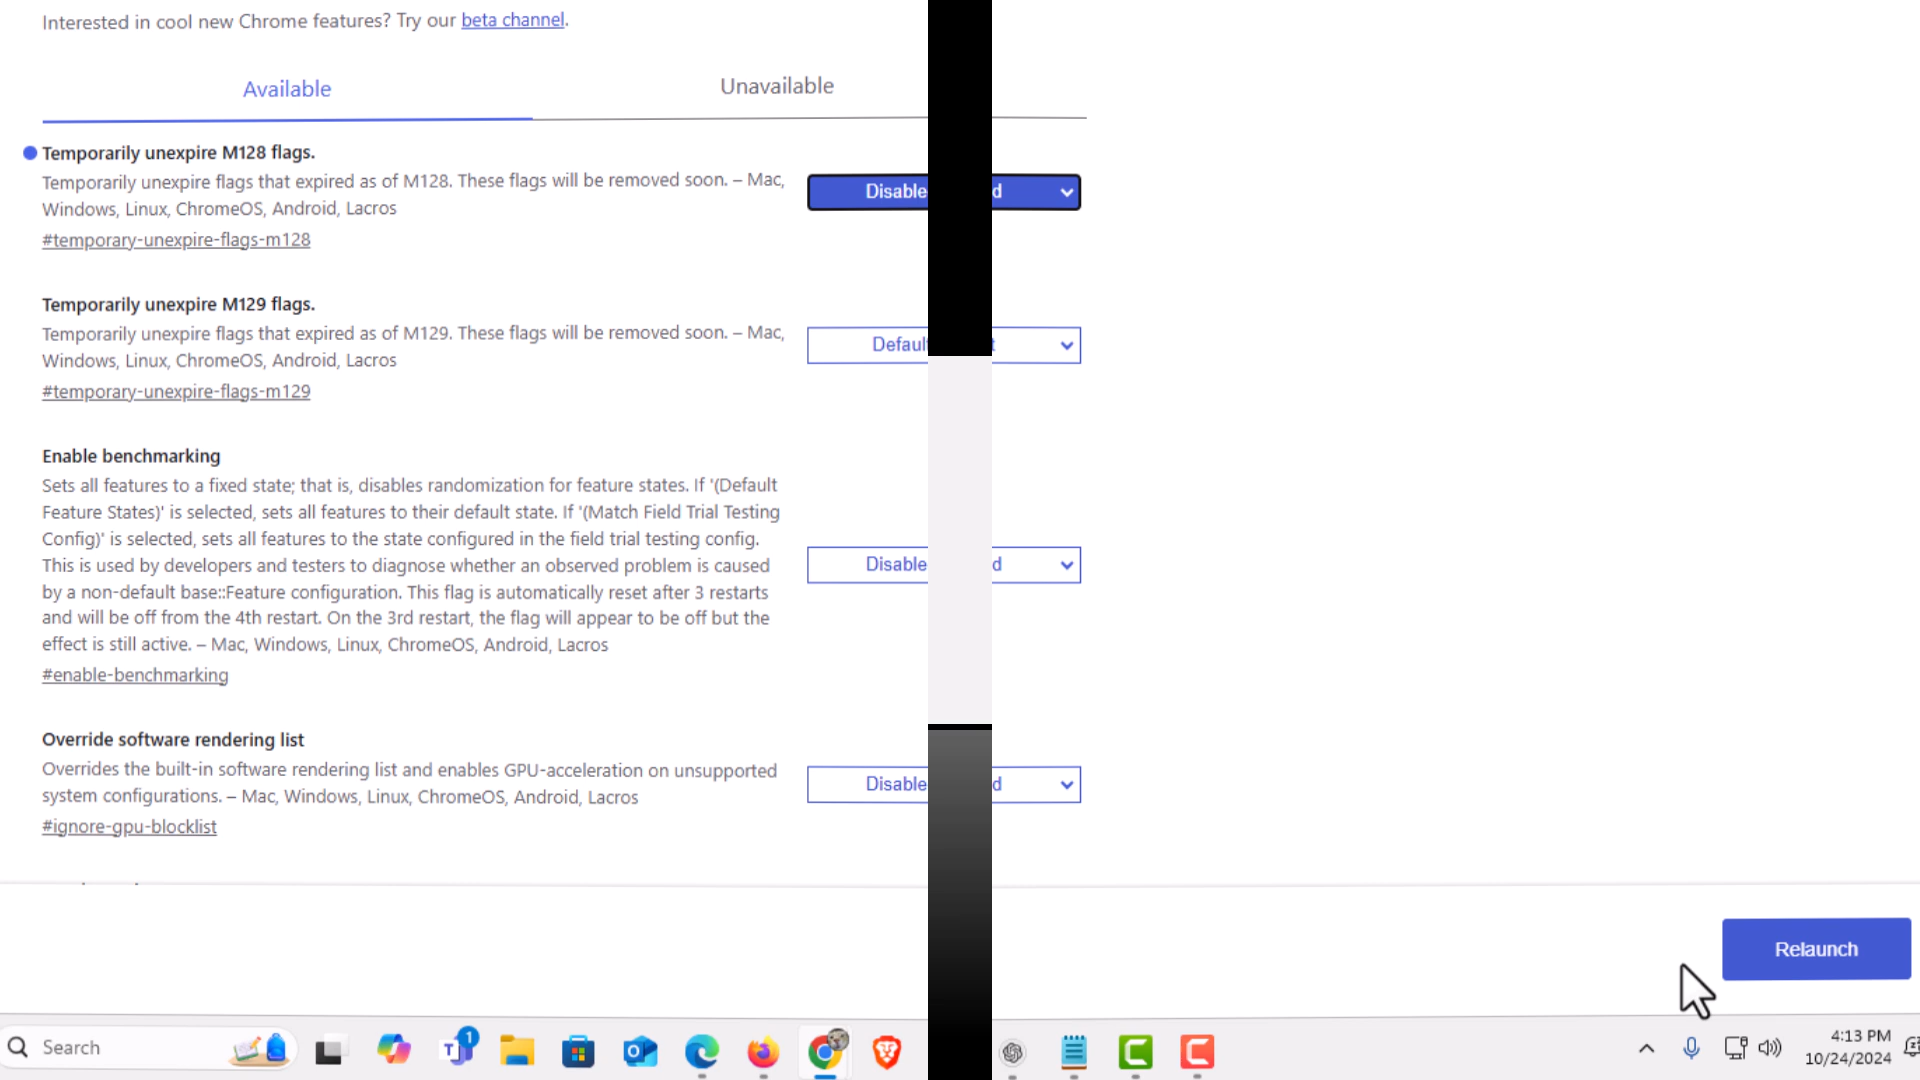 Interested in cool new Chrome features? Try our beta channel.
Available
Unavailable
Temporarily unexpire M128 flags.
Temporarily unexpire flags that expired as of M128. These flags will be removed soon. – Mac,
Windows, Linux, ChromeOS, Android, Lacros
#temporary-unexpire-flags-m128
Disable d
Temporarily unexpire M129 flags.
Temporarily unexpire flags that expired as of M129. These flags will be removed soon. – Mac,
Windows, Linux, ChromeOS, Android, Lacros
#temporary-unexpire-flags-m129
Defaul t
Enable benchmarking
Sets all features to a fixed state; that is, disables randomization for feature states. If '(Default
Feature States)' is selected, sets all features to their default state. If '(Match Field Trial Testing
Config)' is selected, sets all features to the state configured in the field trial testing config.
This is used by developers and testers to diagnose whether an observed problem is caused
by a non-default base::Feature configuration. This flag is automatically reset after 3 restarts
and will be off from the 4th restart. On the 3rd restart, the flag will appear to be off but the
effect is still active. – Mac, Windows, Linux, ChromeOS, Android, Lacros
#enable-benchmarking
Disable d
Override software rendering list
Overrides the built-in software rendering list and enables GPU-acceleration on unsupported
system configurations. – Mac, Windows, Linux, ChromeOS, Android, Lacros
#ignore-gpu-blocklist
Disable d
Relaunch
Search
1
4:13 PM
10/24/2024